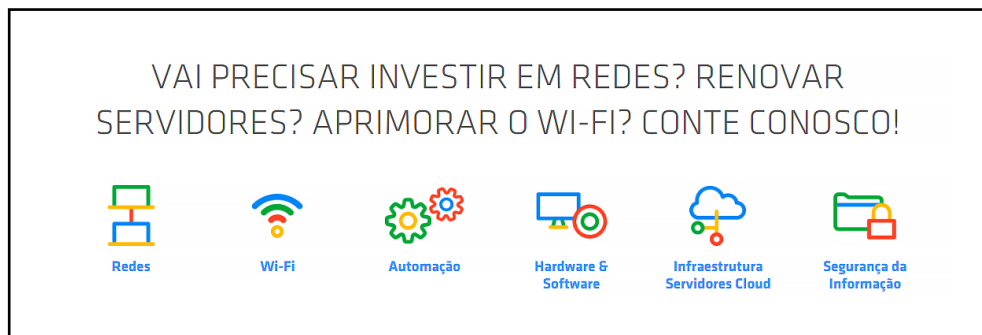 VAI PRECISAR INVESTIR EM REDES? RENOVAR
SERVIDORES? APRIMORAR O WI-FI? CONTE CONOSCO!
Redes
Wi-Fi
Automação
Hardware &
Software
Infraestrutura
Servidores Cloud
Segurança da
Informação